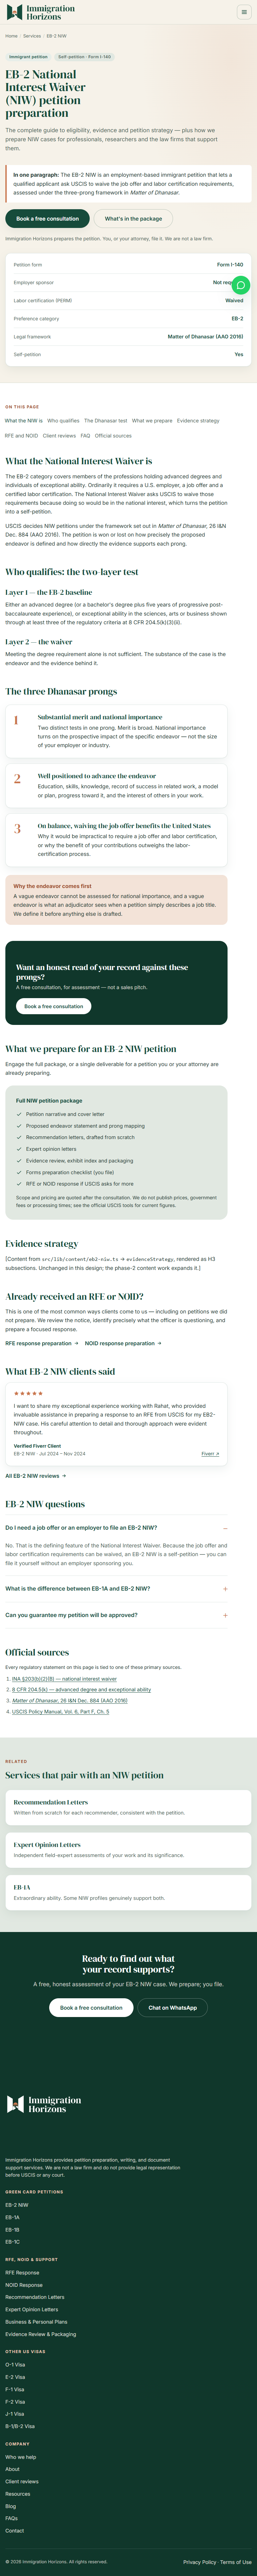 Immigration
Horizons
Home / Services / EB-2 NIW
Immigrant petition
Self-petition · Form I-140
EB-2 National
Interest Waiver
(NIW) petition
preparation
The complete guide to eligibility, evidence and petition strategy — plus how we
prepare NIW cases for professionals, researchers and the law firms that support
them.
In one paragraph: The EB-2 NIW is an employment-based immigrant petition that lets a
qualified applicant ask USCIS to waive the job offer and labor certification requirements,
assessed under the three-prong framework in Matter of Dhanasar.
Book a free consultation
What's in the package
Immigration Horizons prepares the petition. You, or your attorney, file it. We are not a law firm.
Petition form
Form I-140
Employer sponsor
Not req
Labor certification (PERM)
Waived
Preference category
EB-2
Legal framework
Matter of Dhanasar (AAO 2016)
Self-petition
Yes
ON THIS PAGE
What the NIW is
Who qualifies
The Dhanasar test
What we prepare
Evidence strategy
RFE and NOID
Client reviews
FAQ
Official sources
What the National Interest Waiver is
The EB-2 category covers members of the professions holding advanced degrees and
individuals of exceptional ability. Ordinarily it requires a U.S. employer, a job offer and a
certified labor certification. The National Interest Waiver asks USCIS to waive those
requirements because doing so would be in the national interest, which turns the petition
into a self-petition.
USCIS decides NIW petitions under the framework set out in Matter of Dhanasar, 26 I&N
Dec. 884 (AAO 2016). The petition is won or lost on how precisely the proposed
endeavor is defined and how directly the evidence supports each prong.
Who qualifies: the two-layer test
Layer 1 — the EB-2 baseline
Either an advanced degree (or a bachelor's degree plus five years of progressive post-
baccalaureate experience), or exceptional ability in the sciences, arts or business shown
through at least three of the regulatory criteria at 8 CFR 204.5(k)(3)(ii).
Layer 2 — the waiver
Meeting the degree requirement alone is not sufficient. The substance of the case is the
endeavor and the evidence behind it.
The three Dhanasar prongs
1
Substantial merit and national importance
Two distinct tests in one prong. Merit is broad. National importance
turns on the prospective impact of the specific endeavor — not the size
of your employer or industry.
2
Well positioned to advance the endeavor
Education, skills, knowledge, record of success in related work, a model
or plan, progress toward it, and the interest of others in your work.
3
On balance, waiving the job offer benefits the United States
Why it would be impractical to require a job offer and labor certification,
or why the benefit of your contributions outweighs the labor-
certification process.
Why the endeavor comes first
A vague endeavor cannot be assessed for national importance, and a vague
endeavor is what an adjudicator sees when a petition simply describes a job title.
We define it before anything else is drafted.
Want an honest read of your record against these
prongs?
A free consultation, for assessment — not a sales pitch.
Book a free consultation
What we prepare for an EB-2 NIW petition
Engage the full package, or a single deliverable for a petition you or your attorney are
already preparing.
Full NIW petition package
Petition narrative and cover letter
Proposed endeavor statement and prong mapping
Recommendation letters, drafted from scratch
Expert opinion letters
Evidence review, exhibit index and packaging
Forms preparation checklist (you file)
RFE or NOID response if USCIS asks for more
Scope and pricing are quoted after the consultation. We do not publish prices, government
fees or processing times; see the official USCIS tools for current figures.
Evidence strategy
[Content from src/lib/content/eb2-niw.ts → evidenceStrategy, rendered as H3
subsections. Unchanged in this design; the phase-2 content work expands it.]
Already received an RFE or NOID?
This is one of the most common ways clients come to us — including on petitions we did
not prepare. We review the notice, identify precisely what the officer is questioning, and
prepare a focused response.
RFE response preparation →
NOID response preparation →
What EB-2 NIW clients said
★★★★★
I want to share my exceptional experience working with Rahat, who provided
invaluable assistance in preparing a response to an RFE from USCIS for my EB2-
NIW case. His careful attention to detail and thorough approach were evident
throughout.
Verified Fiverr Client
EB-2 NIW · Jul 2024 – Nov 2024
Fiverr ↗
All EB-2 NIW reviews →
EB-2 NIW questions
Do I need a job offer or an employer to file an EB-2 NIW?
No. That is the defining feature of the National Interest Waiver. Because the job offer and
labor certification requirements can be waived, an EB-2 NIW is a self-petition — you can
file it yourself without an employer sponsoring you.
What is the difference between EB-1A and EB-2 NIW?
Can you guarantee my petition will be approved?
Official sources
Every regulatory statement on this page is tied to one of these primary sources.
1. INA §203(b)(2)(B) — national interest waiver
2. 8 CFR 204.5(k) — advanced degree and exceptional ability
3. Matter of Dhanasar, 26 I&N Dec. 884 (AAO 2016)
4. USCIS Policy Manual, Vol. 6, Part F, Ch. 5
RELATED
Services that pair with an NIW petition
Recommendation Letters
Written from scratch for each recommender, consistent with the petition.
Expert Opinion Letters
Independent field-expert assessments of your work and its significance.
EB-1A
Extraordinary ability. Some NIW profiles genuinely support both.
Ready to find out what
your record supports?
A free, honest assessment of your EB-2 NIW case. We prepare; you file.
Book a free consultation
Chat on WhatsApp
Immigration
Horizons
Immigration Horizons provides petition preparation, writing, and document
support services. We are not a law firm and do not provide legal representation
before USCIS or any court.
GREEN CARD PETITIONS
EB-2 NIW
EB-1A
EB-1B
EB-1C
RFE, NOID & SUPPORT
RFE Response
NOID Response
Recommendation Letters
Expert Opinion Letters
Business & Personal Plans
Evidence Review & Packaging
OTHER US VISAS
O-1 Visa
E-2 Visa
F-1 Visa
F-2 Visa
J-1 Visa
B-1/B-2 Visa
COMPANY
Who we help
About
Client reviews
Resources
Blog
FAQs
Contact
© 2026 Immigration Horizons. All rights reserved.
Privacy Policy · Terms of Use